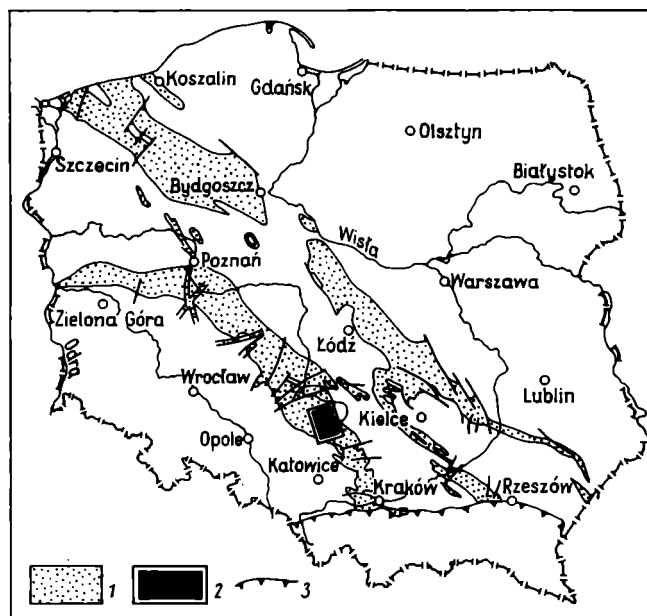 Koszalin
Gdańsk
Olsztyn
Szczecin
Białystok
Bydgoszcz
Wisła
Poznań
Warszawa
Zielona Góra
Łódź
Odra
Wrocław
Lublin
Kielce
Opole
Katowice
Kraków
Rzeszów
1
2
3